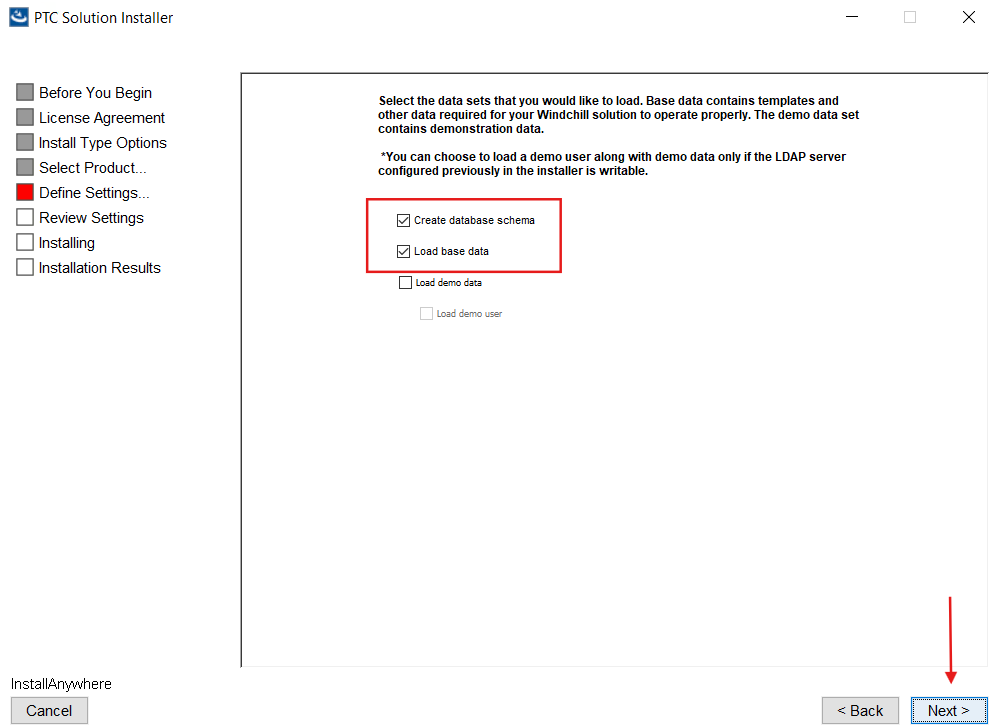 PTC Solution Installer
Before You Begin
License Agreement
Install Type Options
Select Product...
Define Settings...
Review Settings
Installing
Installation Results
Select the data sets that you would like to load. Base data contains templates and
other data required for your Windchill solution to operate properly. The demo data set
contains demonstration data.
*You can choose to load a demo user along with demo data only if the LDAP server
configured previously in the installer is writable.
Create database schema
Load base data
Load demo data
Load demo user
InstallAnywhere
Cancel
< Back
Next >